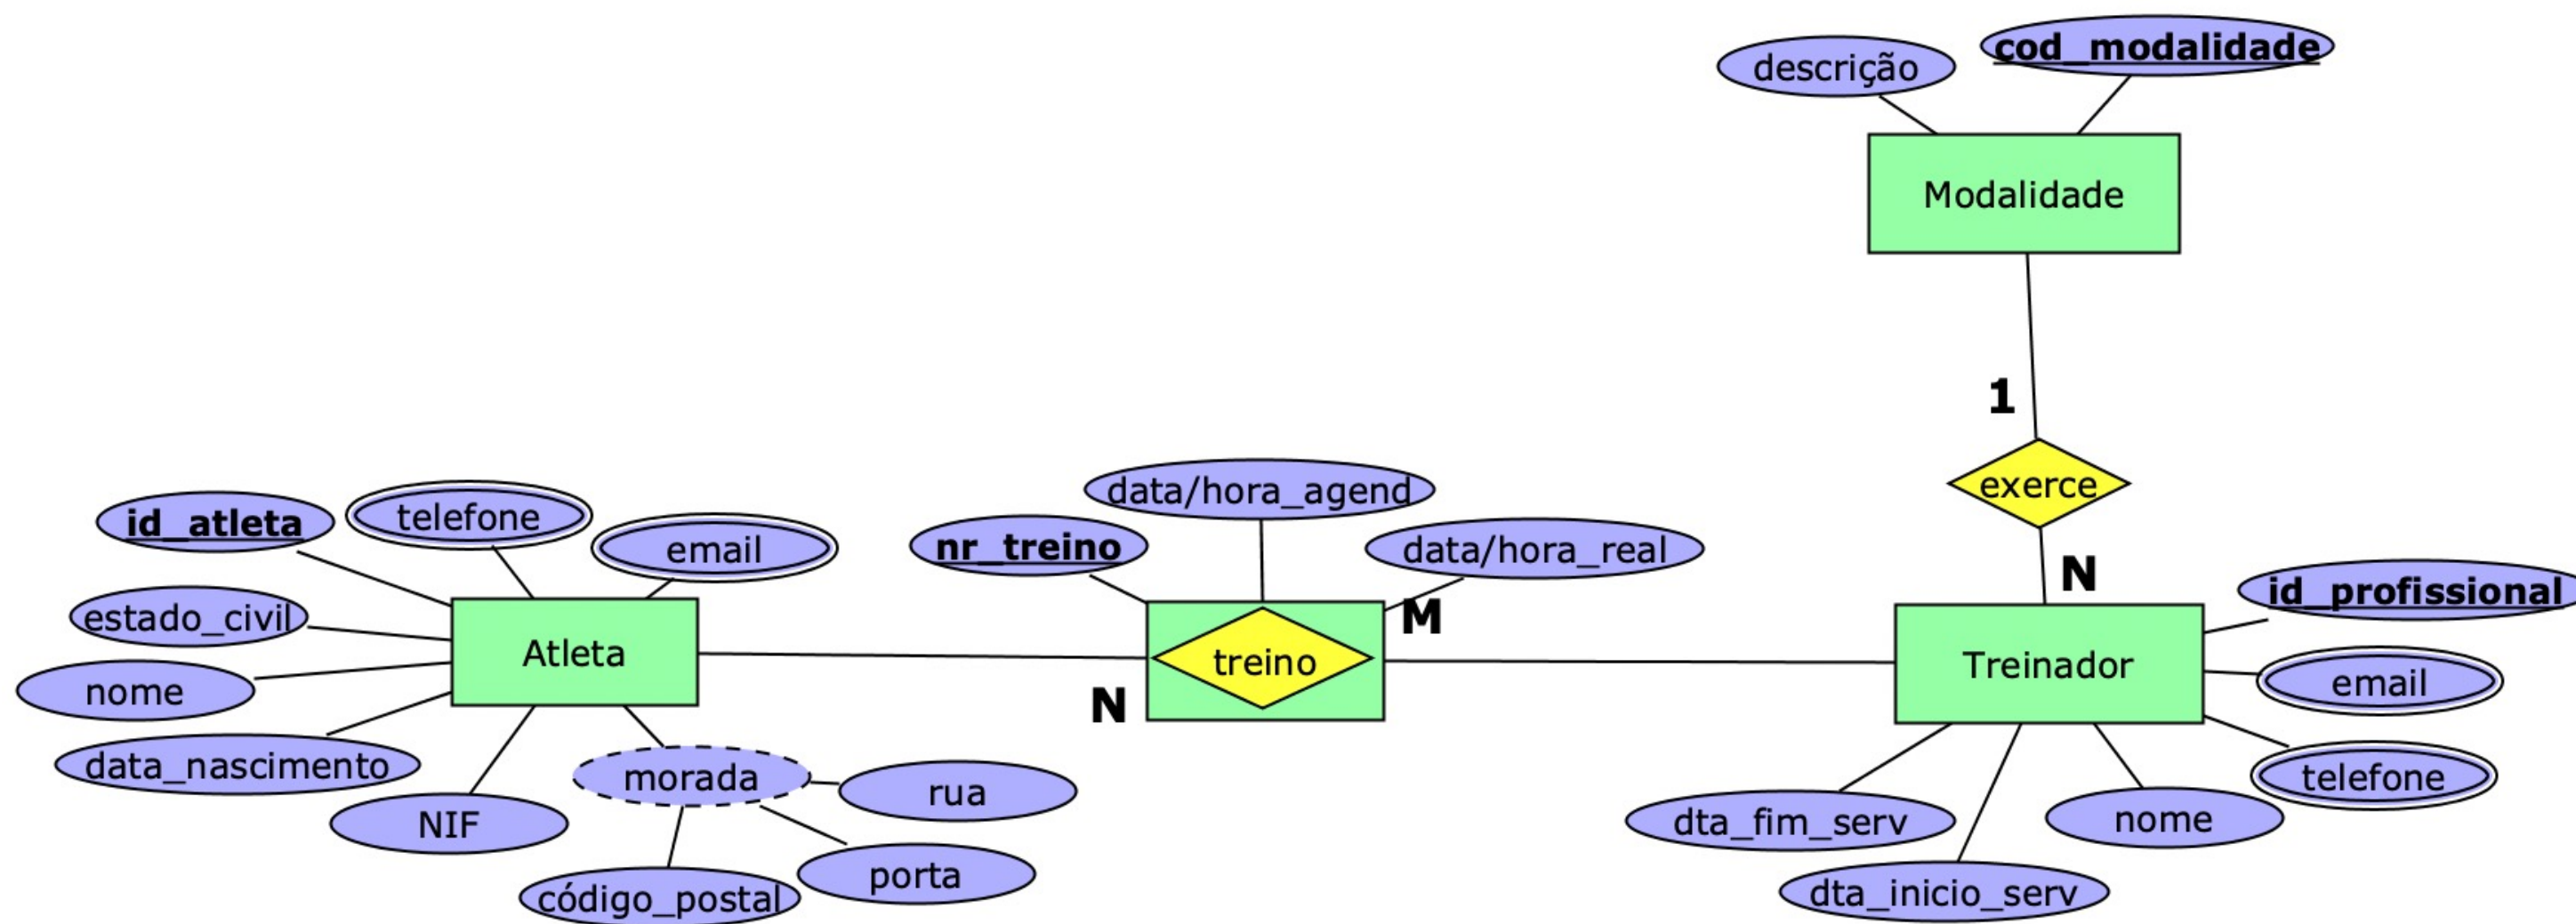 descrição
cod_modalidade
Modalidade
1
exerce
N
data/hora_agend
id_atleta
telefone
email
nr_treino
data/hora_real
estado_civil
M
id_profissional
Atleta
treino
Treinador
nome
N
email
data_nascimento
morada
rua
telefone
NIF
dta_fim_serv
nome
código_postal
porta
dta_inicio_serv